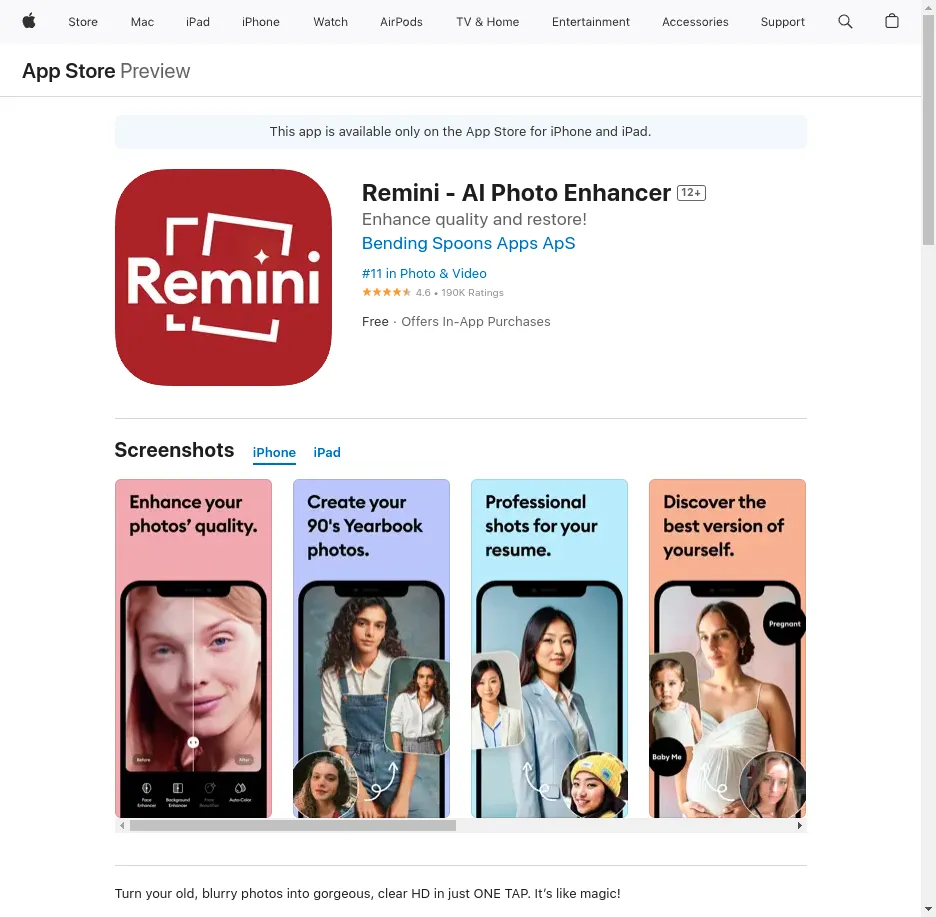 Store Mac iPad iPhone Watch AirPods TV & Home Entertainment Accessories Support
App Store Preview
This app is available only on the App Store for iPhone and iPad.
Remini
Remini - AI Photo Enhancer 12+
Enhance quality and restore!
Bending Spoons Apps ApS
#11 in Photo & Video
4.6 • 190K Ratings
Free · Offers In-App Purchases
Screenshots iPhone iPad
Enhance your
photos’ quality.
Before
After
Face
Enhancer
Background
Enhancer
Face
Beautifier
Auto-Color
Create your
90's Yearbook
photos.
Professional
shots for your
resume.
Discover the
best version of
yourself.
Pregnant
Baby Me
Turn your old, blurry photos into gorgeous, clear HD in just ONE TAP. It’s like magic!